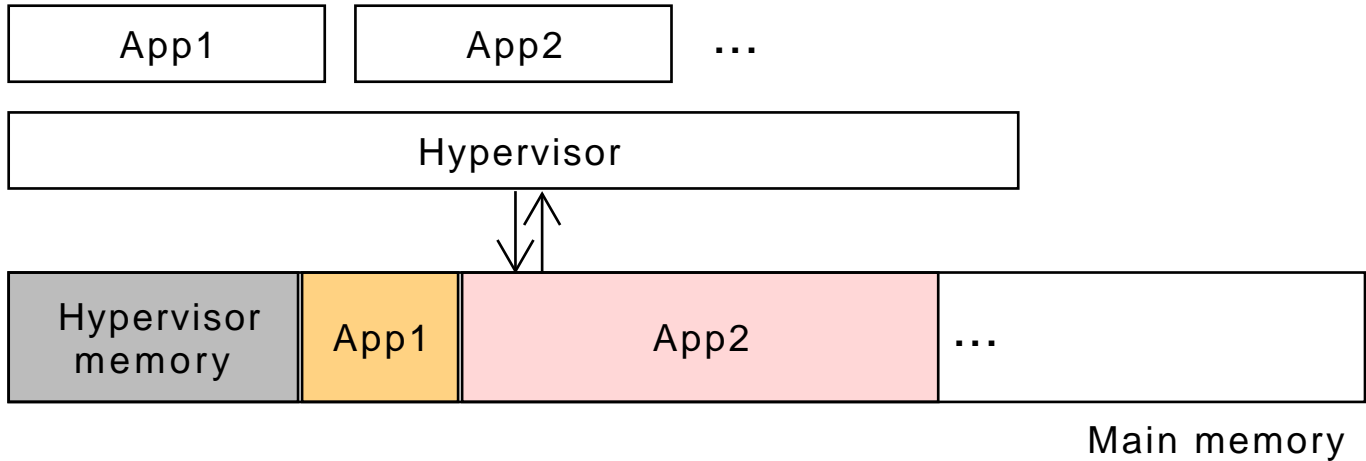 App1 App2 ...
Hypervisor
Hypervisor
memory
App1
App2
...
Main memory